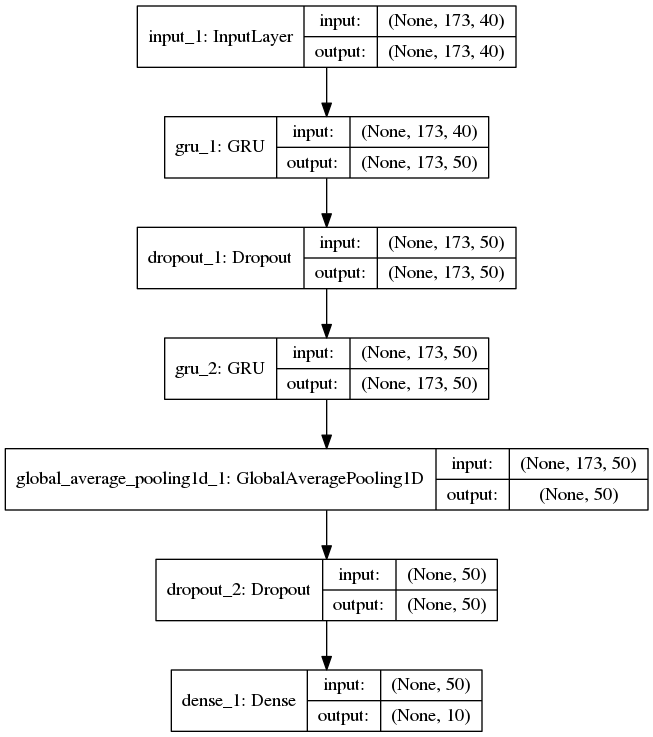 input_1: InputLayer
input: (None, 173, 40)
output: (None, 173, 40)
gru_1: GRU
input: (None, 173, 40)
output: (None, 173, 50)
dropout_1: Dropout
input: (None, 173, 50)
output: (None, 173, 50)
gru_2: GRU
input: (None, 173, 50)
output: (None, 173, 50)
global_average_pooling1d_1: GlobalAveragePooling1D
input: (None, 173, 50)
output: (None, 50)
dropout_2: Dropout
input: (None, 50)
output: (None, 50)
dense_1: Dense
input: (None, 50)
output: (None, 10)